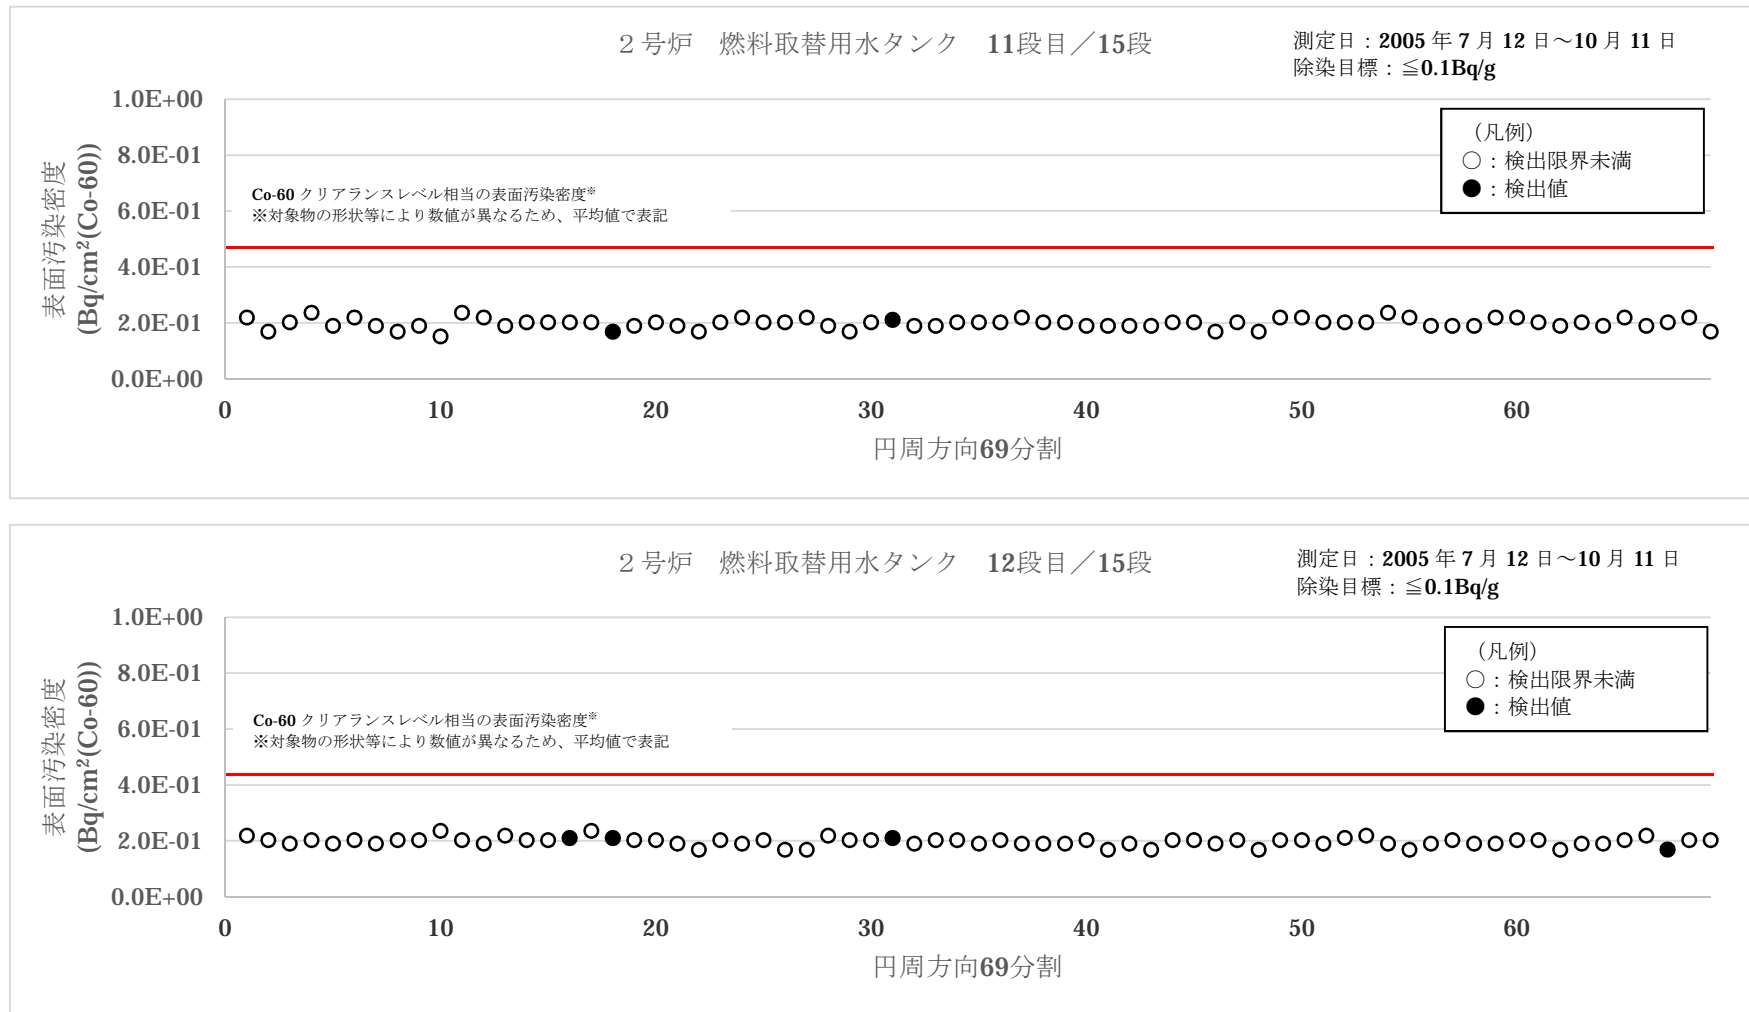 ２号炉　燃料取替用水タンク　11段目／15段
測定日：2005 年 7 月 12 日～10 月 11 日
除染目標：≦0.1Bq/g
表面汚染密度
(Bq/cm²(Co-60))
1.0E+00
8.0E-01
6.0E-01
4.0E-01
2.0E-01
0.0E+00
（凡例）
○：検出限界未満
●：検出値
Co-60 クリアランスレベル相当の表面汚染密度※
※対象物の形状等により数値が異なるため、平均値で表記
0 10 20 30 40 50 60
円周方向69分割
２号炉　燃料取替用水タンク　12段目／15段
測定日：2005 年 7 月 12 日～10 月 11 日
除染目標：≦0.1Bq/g
表面汚染密度
(Bq/cm²(Co-60))
1.0E+00
8.0E-01
6.0E-01
4.0E-01
2.0E-01
0.0E+00
（凡例）
○：検出限界未満
●：検出値
Co-60 クリアランスレベル相当の表面汚染密度※
※対象物の形状等により数値が異なるため、平均値で表記
0 10 20 30 40 50 60
円周方向69分割